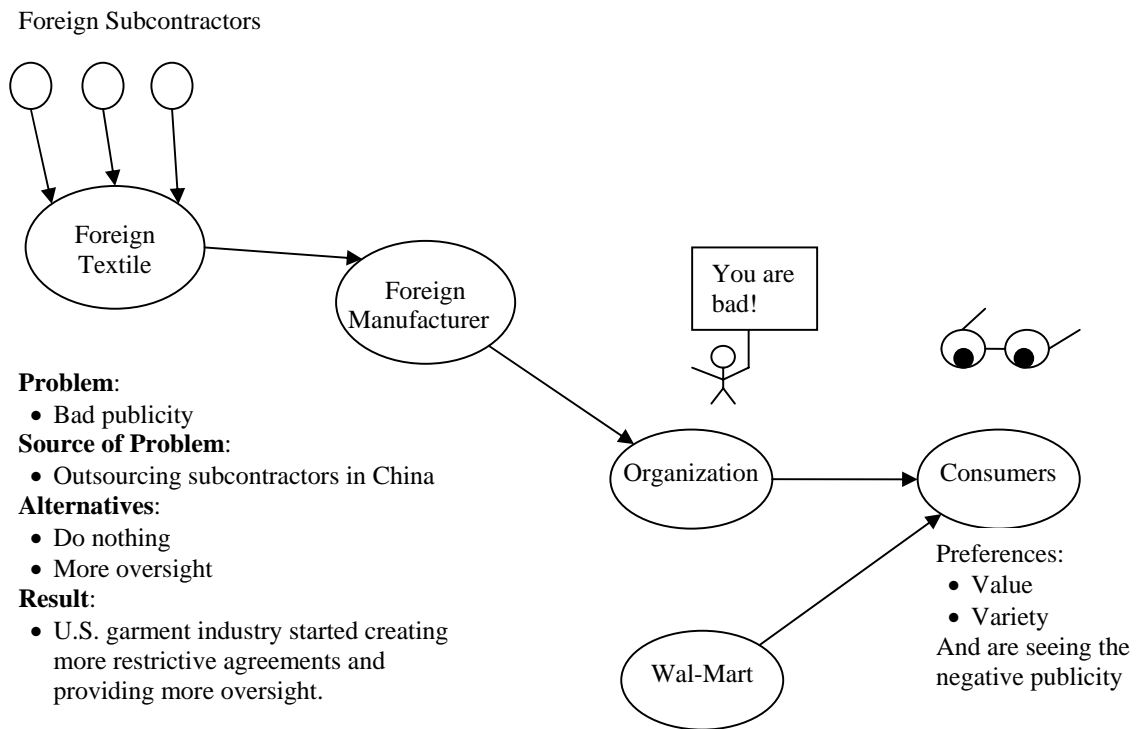 Foreign Subcontractors
Foreign
Textile
Foreign
Manufacturer
You are
bad!
Problem:
• Bad publicity
Source of Problem:
• Outsourcing subcontractors in China
Alternatives:
• Do nothing
• More oversight
Result:
• U.S. garment industry started creating
more restrictive agreements and
providing more oversight.
Organization
Consumers
Preferences:
• Value
• Variety
And are seeing the
negative publicity
Wal-Mart